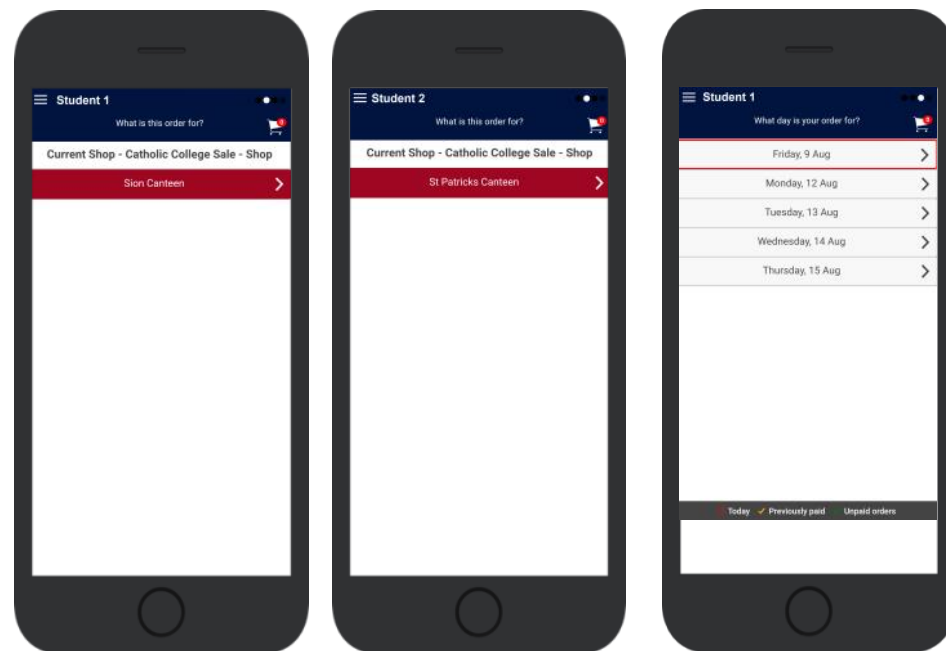 Student 1
What is this order for?
Current Shop - Catholic College Sale - Shop
Sion Canteen
Student 2
What is this order for?
Current Shop - Catholic College Sale - Shop
St Patricks Canteen
Student 1
What day is your order for?
Friday, 9 Aug
Monday, 12 Aug
Tuesday, 13 Aug
Wednesday, 14 Aug
Thursday, 15 Aug
Today Previously paid Unpaid orders